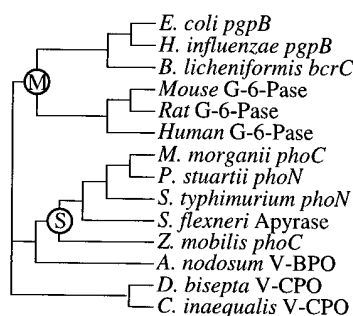 E. coli pgpB
H. influenzae pgpB
B. licheniformis bcrC
M
Mouse G-6-Pase
Rat G-6-Pase
Human G-6-Pase
M. morganii phoC
P. stuartii phoN
S. typhimurium phoN
S
S. flexneri Apyrase
Z. mobilis phoC
A. nodosum V-BPO
D. bisepta V-CPO
C. inaequalis V-CPO